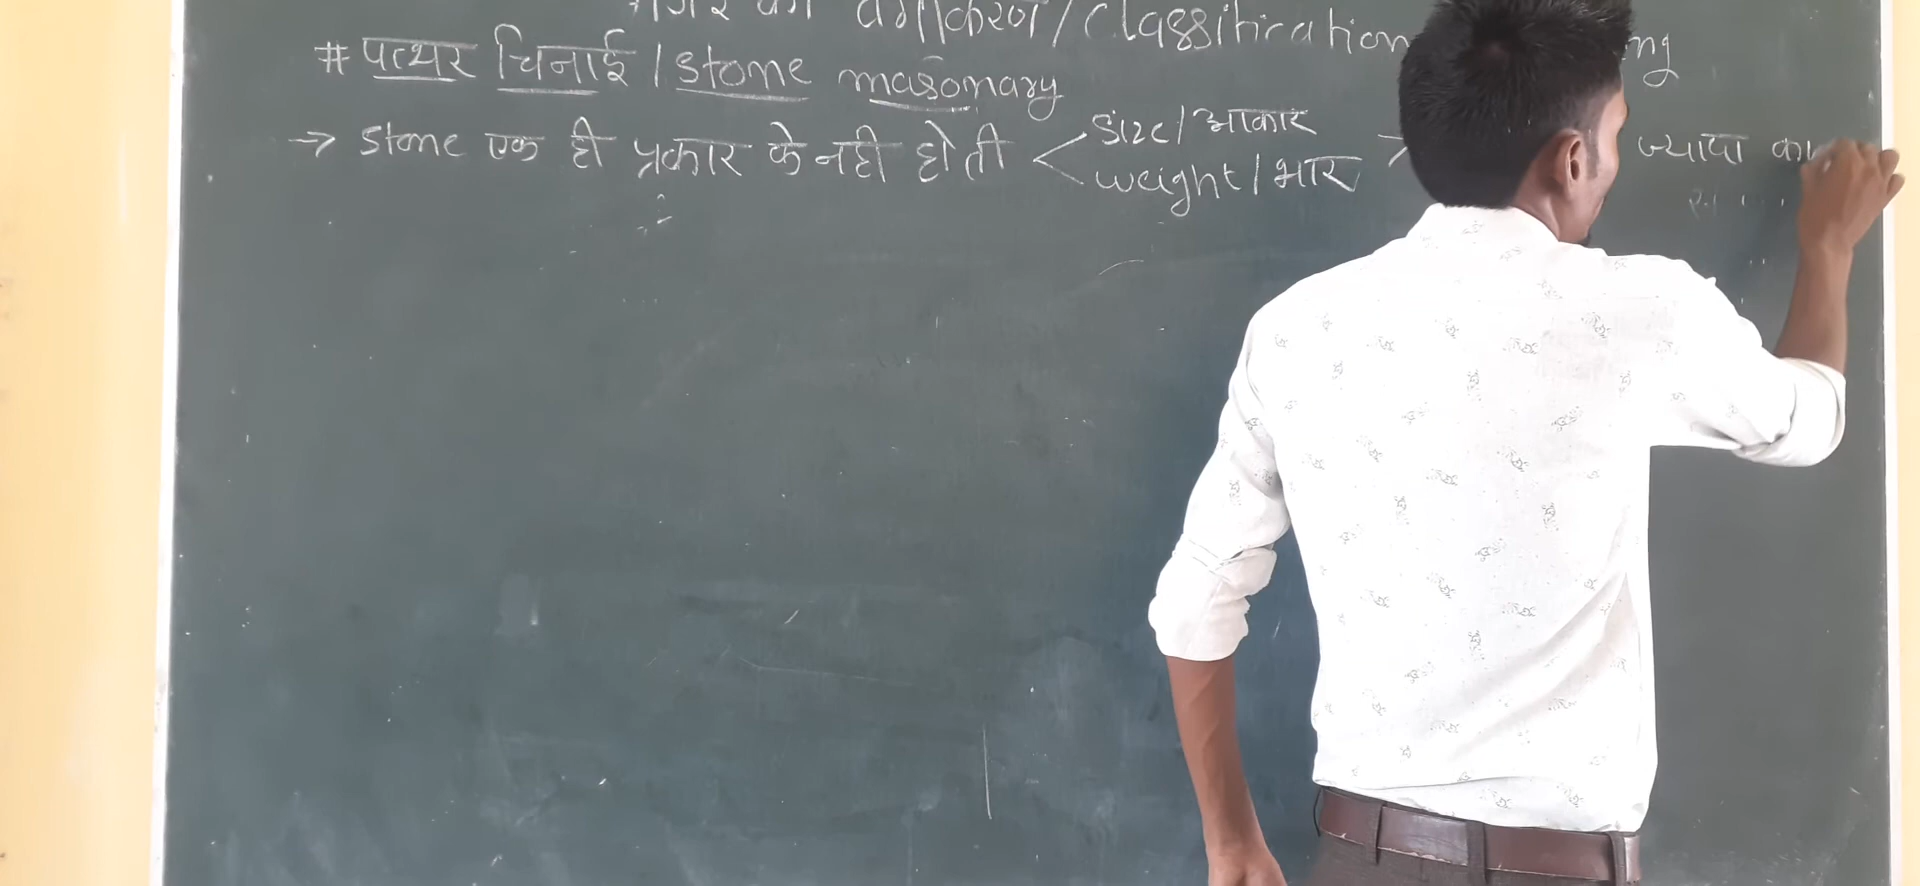 वर्गीकरण/Classification
# पत्थर चिनाई / stone masonary
→ stone एक ही प्रकार के नही होती < size/आकार weight/भार > ज्यादा